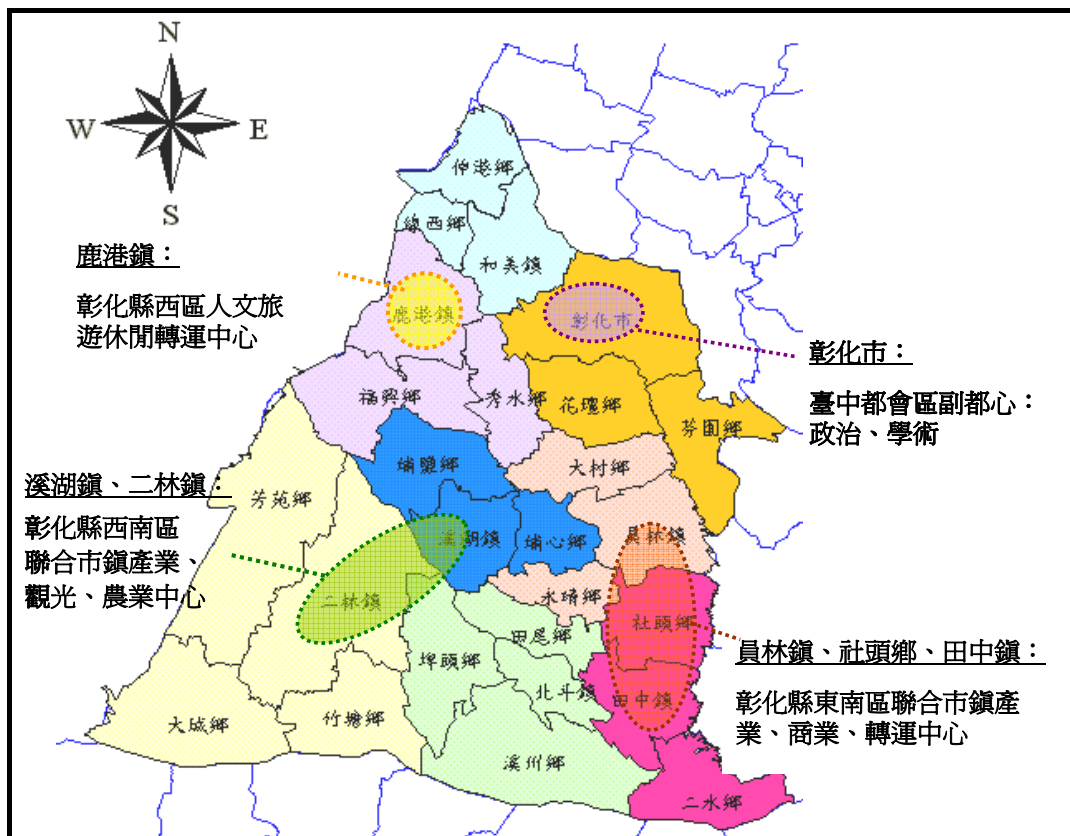 N
W
E
S
伸港鄉
線西鄉
和美鎮
鹿港鎮：
彰化縣西區人文旅
遊休閒轉運中心
鹿港鎮
彰化市
彰化市：
臺中都會區副都心：
政治、學術
福興鄉
秀水鄉
花壇鄉
芬園鄉
埔鹽鄉
大村鄉
溪湖鎮、二林鎮：
彰化縣西南區
聯合市鎮產業、
觀光、農業中心
芳苑鄉
溪湖鎮
埔心鄉
員林鎮
二林鎮
永靖鄉
社頭鄉
田尾鄉
埤頭鄉
北斗鎮
田中鎮
員林鎮、社頭鄉、田中鎮：
彰化縣東南區聯合市鎮產
業、商業、轉運中心
大城鄉
竹塘鄉
溪州鄉
二水鄉